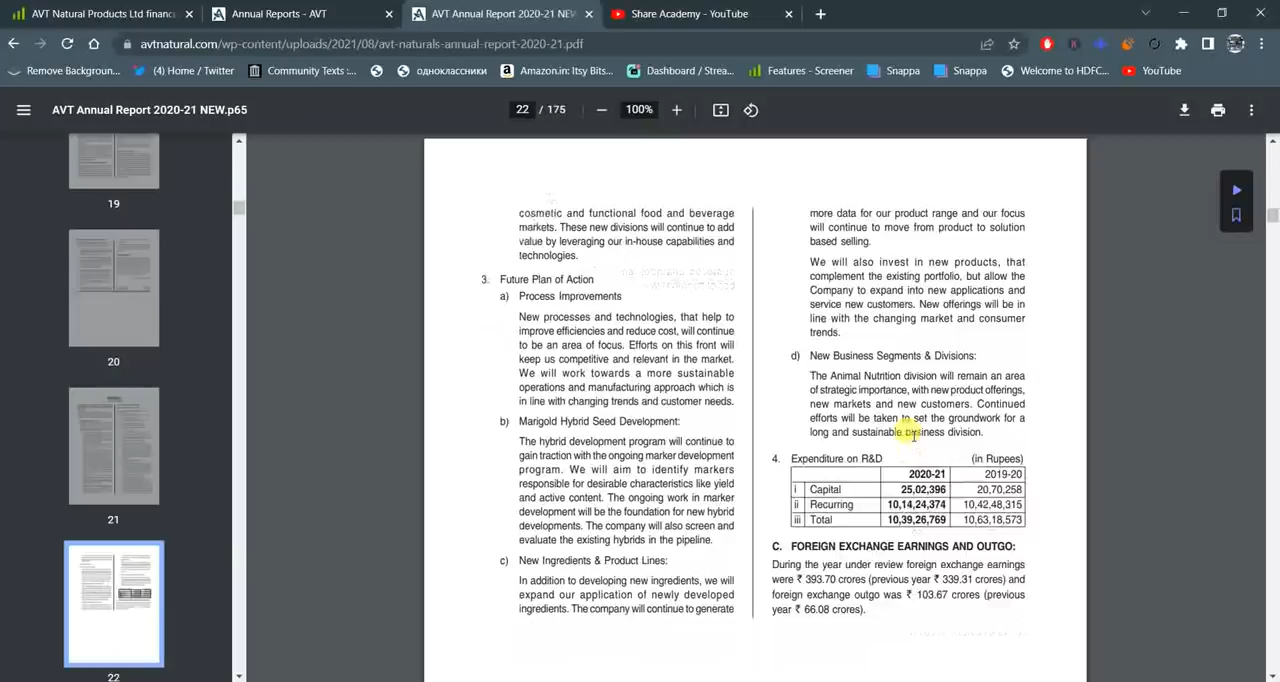 AVT Natural Products Ltd financ
Annual Reports - AVT
AVT Annual Report 2020-21 NEW
Share Academy - YouTube
avtnatural.com/wp-content/uploads/2021/08/avt-naturals-annual-report-2020-21.pdf
Remove Backgroun...
(4) Home / Twitter
Community Texts :...
одноклассники
Amazon.in: Itsy Bits...
Dashboard / Strea...
Features - Screener
Snappa
Snappa
Welcome to HDFC...
YouTube
AVT Annual Report 2020-21 NEW.p65
22 / 175
100%
19
20
21
22
cosmetic and functional food and beverage
markets. These new divisions will continue to add
value by leveraging our in-house capabilities and
technologies.
3. Future Plan of Action
a) Process Improvements
New processes and technologies, that help to
improve efficiencies and reduce cost, will continue
to be an area of focus. Efforts on this front will
keep us competitive and relevant in the market.
We will work towards a more sustainable
operations and manufacturing approach which is
in line with changing trends and customer needs.
b) Marigold Hybrid Seed Development:
The hybrid development program will continue to
gain traction with the ongoing marker development
program. We will aim to identify markers
responsible for desirable characteristics like yield
and active content. The ongoing work in marker
development will be the foundation for new hybrid
developments. The company will also screen and
evaluate the existing hybrids in the pipeline.
c) New Ingredients & Product Lines:
In addition to developing new ingredients, we will
expand our application of newly developed
ingredients. The company will continue to generate
more data for our product range and our focus
will continue to move from product to solution
based selling.
We will also invest in new products, that
complement the existing portfolio, but allow the
Company to expand into new applications and
service new customers. New offerings will be in
line with the changing market and consumer
trends.
d) New Business Segments & Divisions:
The Animal Nutrition division will remain an area
of strategic importance, with new product offerings,
new markets and new customers. Continued
efforts will be taken to set the groundwork for a
long and sustainable business division.
4. Expenditure on R&D (in Rupees)
2020-21 2019-20
i Capital 25,02,396 20,70,258
ii Recurring 10,14,24,374 10,42,48,315
iii Total 10,39,26,769 10,63,18,573
C. FOREIGN EXCHANGE EARNINGS AND OUTGO:
During the year under review foreign exchange earnings
were ₹ 393.70 crores (previous year ₹ 339.31 crores) and
foreign exchange outgo was ₹ 103.67 crores (previous
year ₹ 66.08 crores).